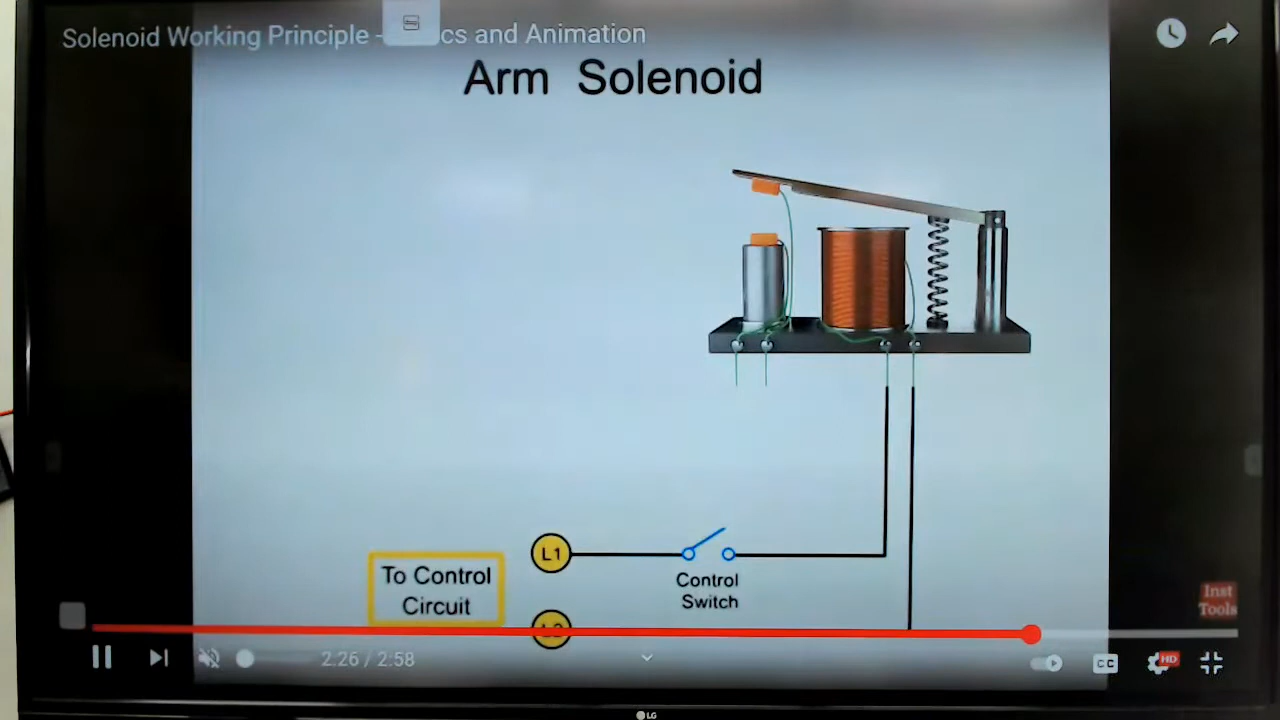 Solenoid Working Principle - cs and Animation
Arm Solenoid
L1
To Control
Circuit
Control
Switch
Inst
Tools
2:26 / 2:58
CC
HD
LG